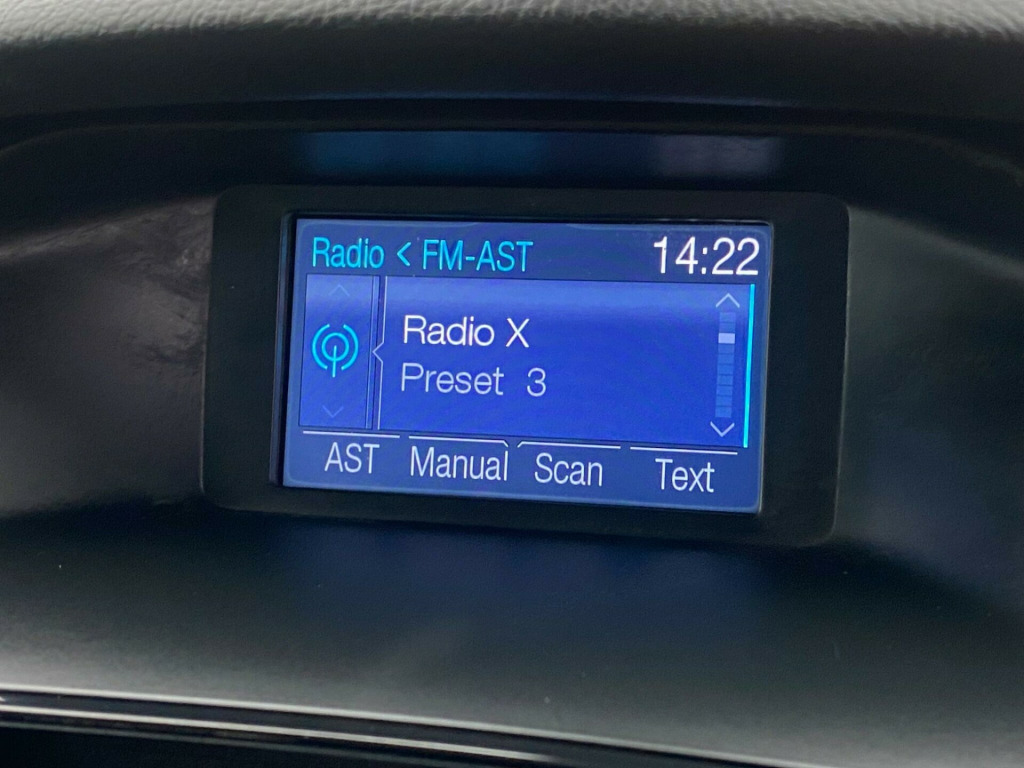 Radio < FM-AST 14:22
Radio X
Preset 3
AST Manual Scan Text